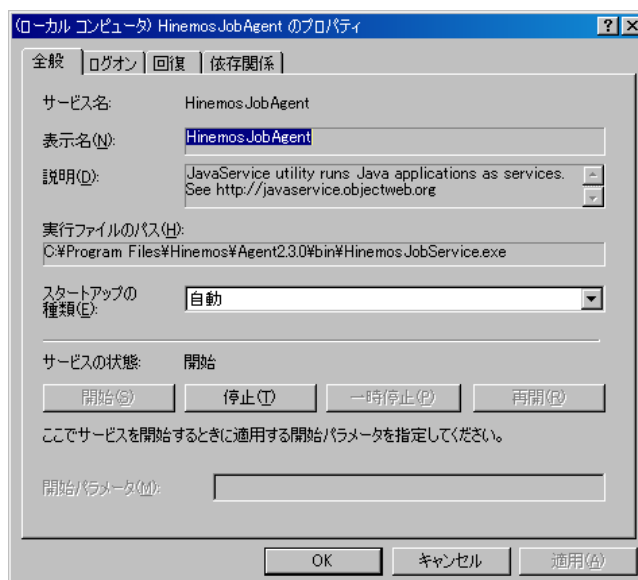 (ローカル コンピュータ) HinemosJobAgent のプロパティ
全般 ログオン 回復 依存関係
サービス名: HinemosJobAgent
表示名(N): HinemosJobAgent
説明(D): JavaService utility runs Java applications as services.
See http://javaservice.objectweb.org
実行ファイルのパス(H):
C:¥Program Files¥Hinemos¥Agent2.3.0¥bin¥HinemosJobService.exe
スタートアップの
種類(E): 自動
サービスの状態: 開始
開始(S) 停止(T) 一時停止(P) 再開(R)
ここでサービスを開始するときに適用する開始パラメータを指定してください。
開始パラメータ(M):
OK キャンセル 適用(A)